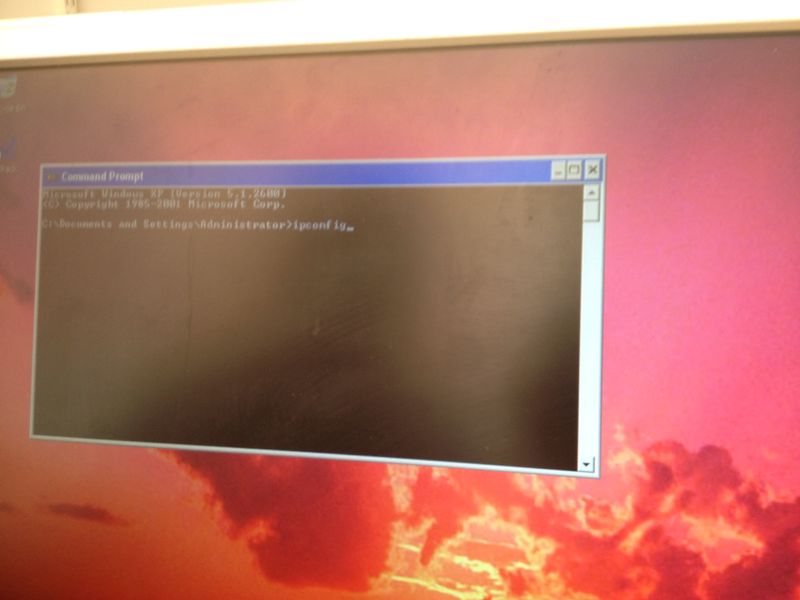 Command Prompt
Microsoft Windows XP [Version 5.1.2600]
(C) Copyright 1985-2001 Microsoft Corp.
C:\Documents and Settings\Administrator>ipconfig_